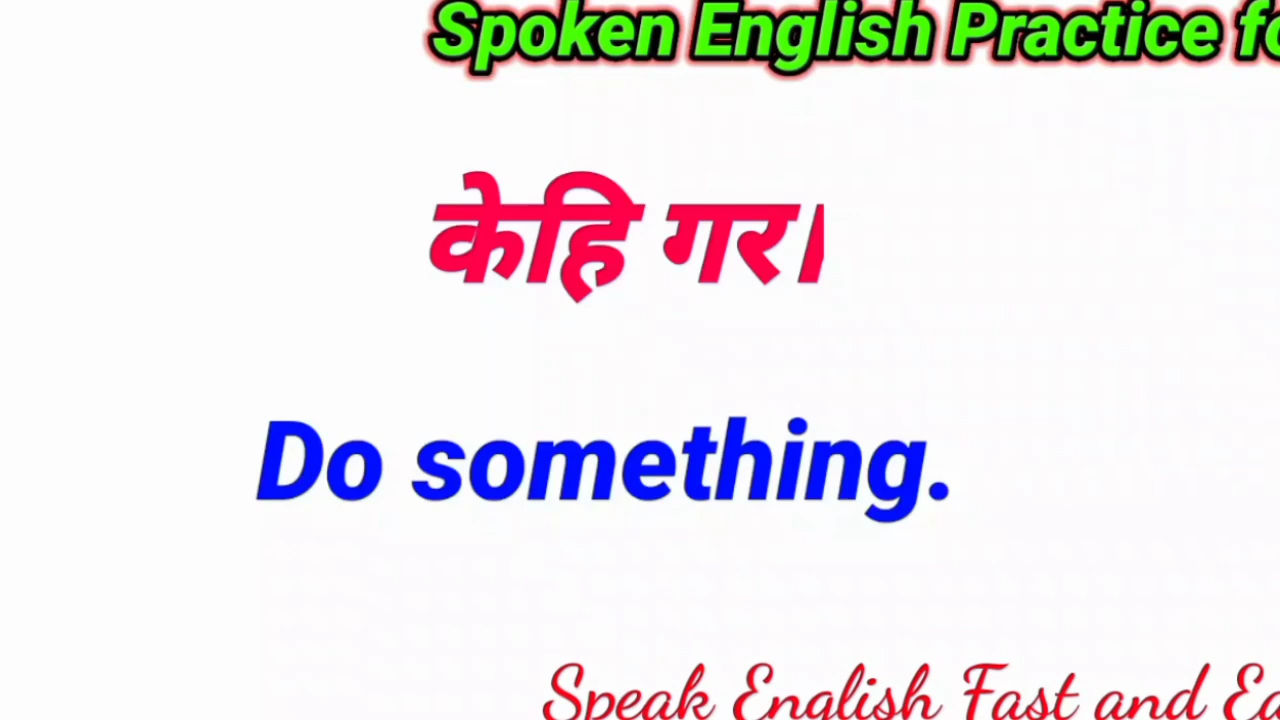 Spoken English Practice
केहि गर।
Do something.
Speak English Fast and